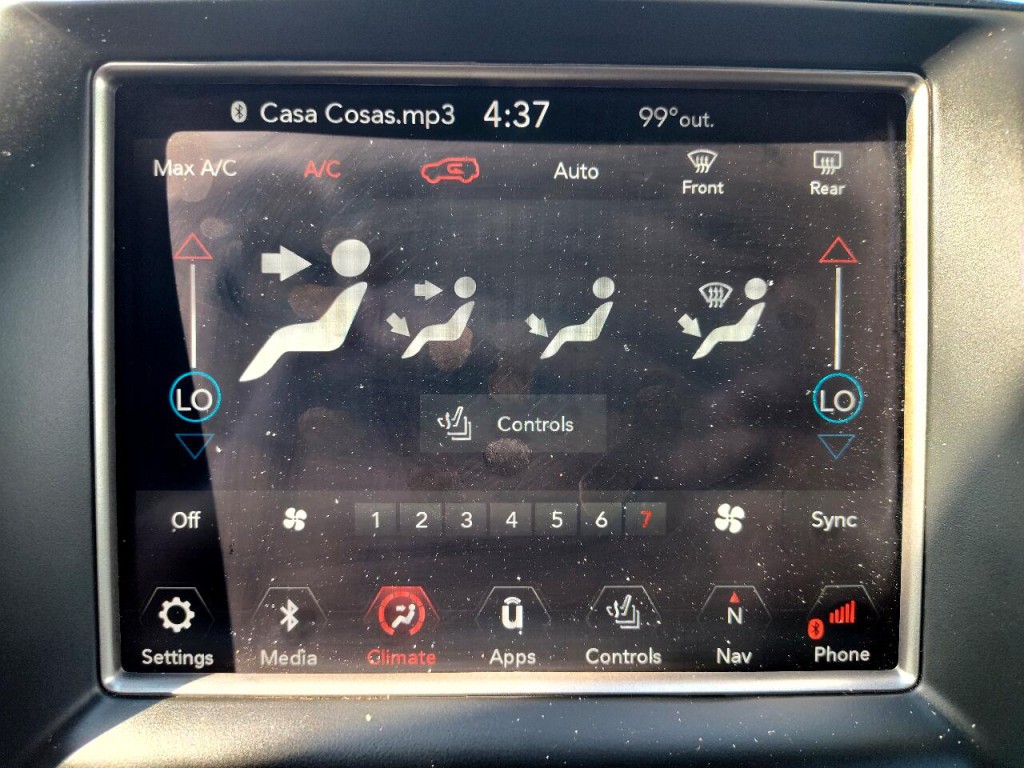 Casa Cosas.mp3 4:37 99°out.
Max A/C A/C Auto Front Rear
LO LO
Controls
Off 1 2 3 4 5 6 7 Sync
N
Settings Media Climate Apps Controls Nav Phone